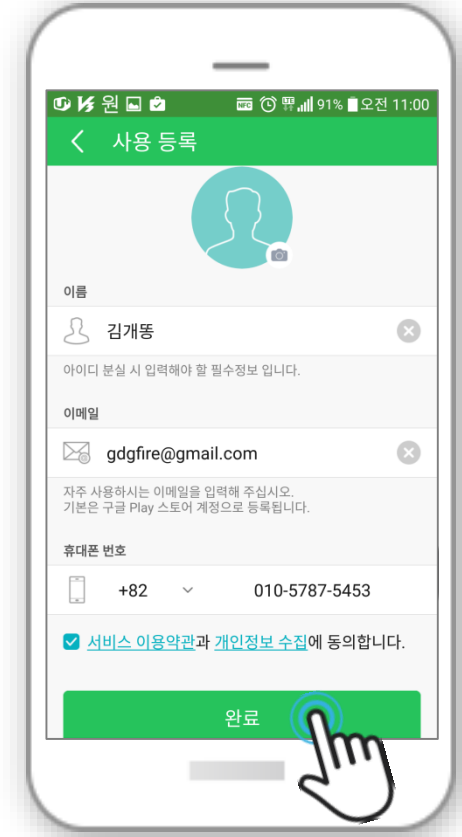 원 NFC 91% 오전 11:00
사용 등록
이름
김개똥
아이디 분실 시 입력해야 할 필수정보 입니다.
이메일
gdgfire@gmail.com
자주 사용하시는 이메일을 입력해 주십시오.
기본은 구글 Play 스토어 계정으로 등록됩니다.
휴대폰 번호
+82 010-5787-5453
서비스 이용약관과 개인정보 수집에 동의합니다.
완료